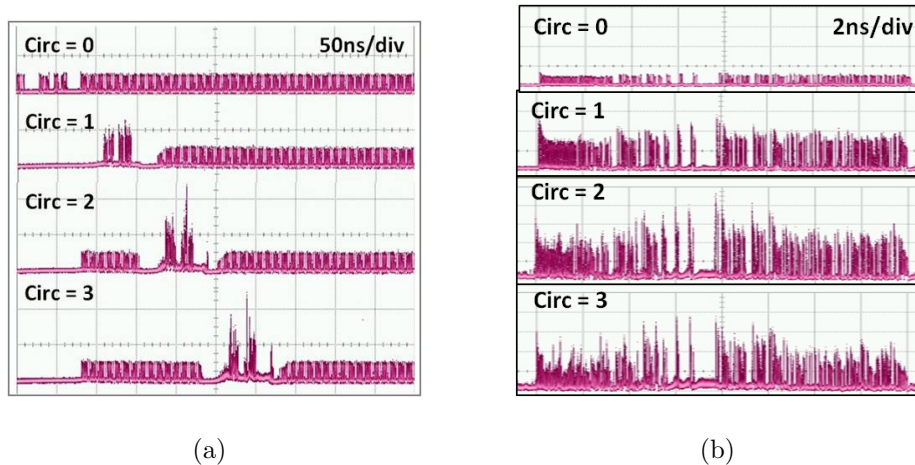 Circ = 0 50ns/div
Circ = 1
Circ = 2
Circ = 3
(a)
Circ = 0 2ns/div
Circ = 1
Circ = 2
Circ = 3
(b)